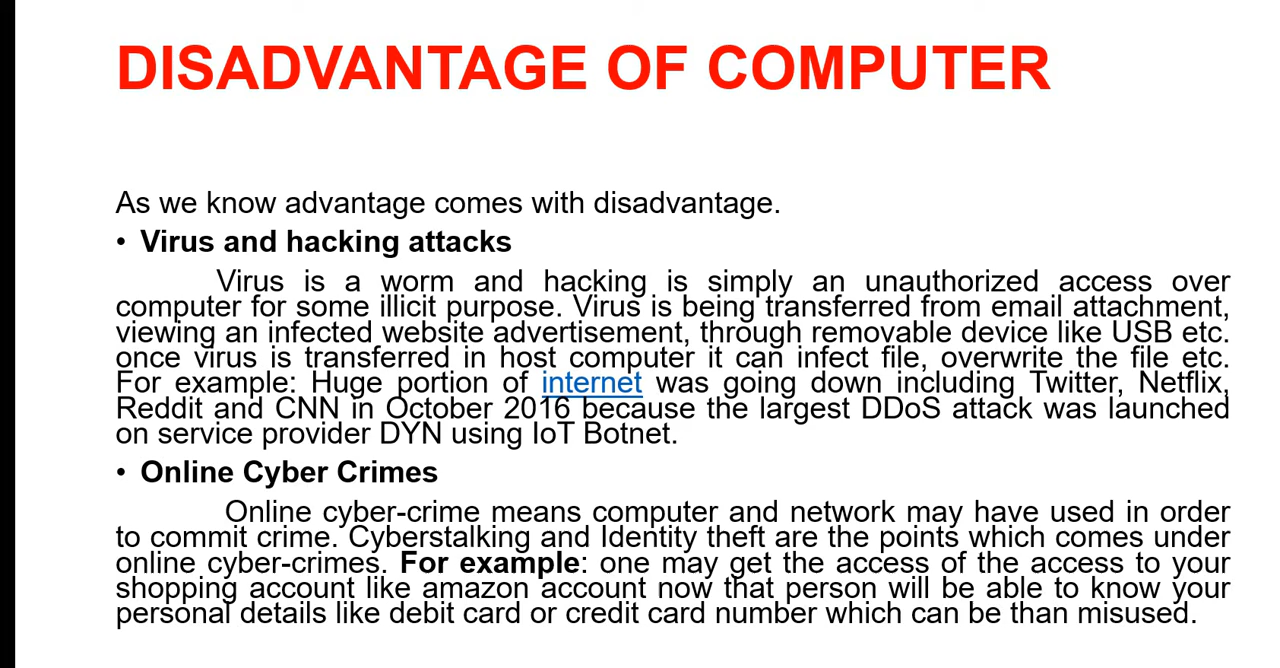 DISADVANTAGE OF COMPUTER
As we know advantage comes with disadvantage.
• Virus and hacking attacks
Virus is a worm and hacking is simply an unauthorized access over
computer for some illicit purpose. Virus is being transferred from email attachment,
viewing an infected website advertisement, through removable device like USB etc.
once virus is transferred in host computer it can infect file, overwrite the file etc.
For example: Huge portion of internet was going down including Twitter, Netflix,
Reddit and CNN in October 2016 because the largest DDoS attack was launched
on service provider DYN using IoT Botnet.
• Online Cyber Crimes
Online cyber-crime means computer and network may have used in order
to commit crime. Cyberstalking and Identity theft are the points which comes under
online cyber-crimes. For example: one may get the access of the access to your
shopping account like amazon account now that person will be able to know your
personal details like debit card or credit card number which can be than misused.